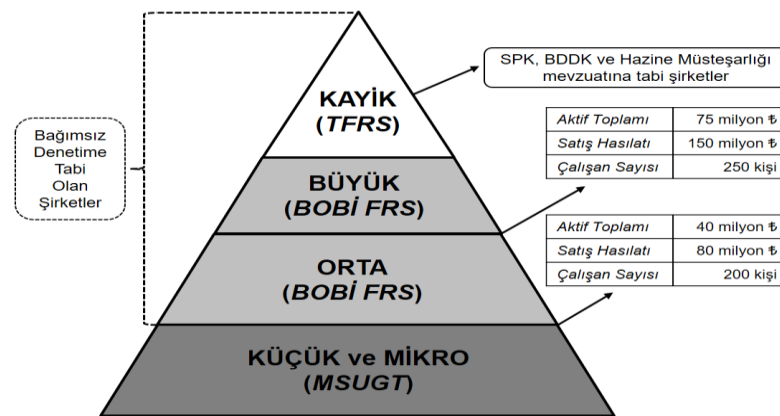 KAYİK
(TFRS)
SPK, BDDK ve Hazine Müsteşarlığı
mevzuatına tabi şirketler
Bağımsız
Denetime
Tabi
Olan
Şirketler
Aktif Toplamı 75 milyon ₺
Satış Hasılatı 150 milyon ₺
Çalışan Sayısı 250 kişi
BÜYÜK
(BOBİ FRS)
Aktif Toplamı 40 milyon ₺
Satış Hasılatı 80 milyon ₺
Çalışan Sayısı 200 kişi
ORTA
(BOBİ FRS)
KÜÇÜK ve MİKRO
(MSUGT)